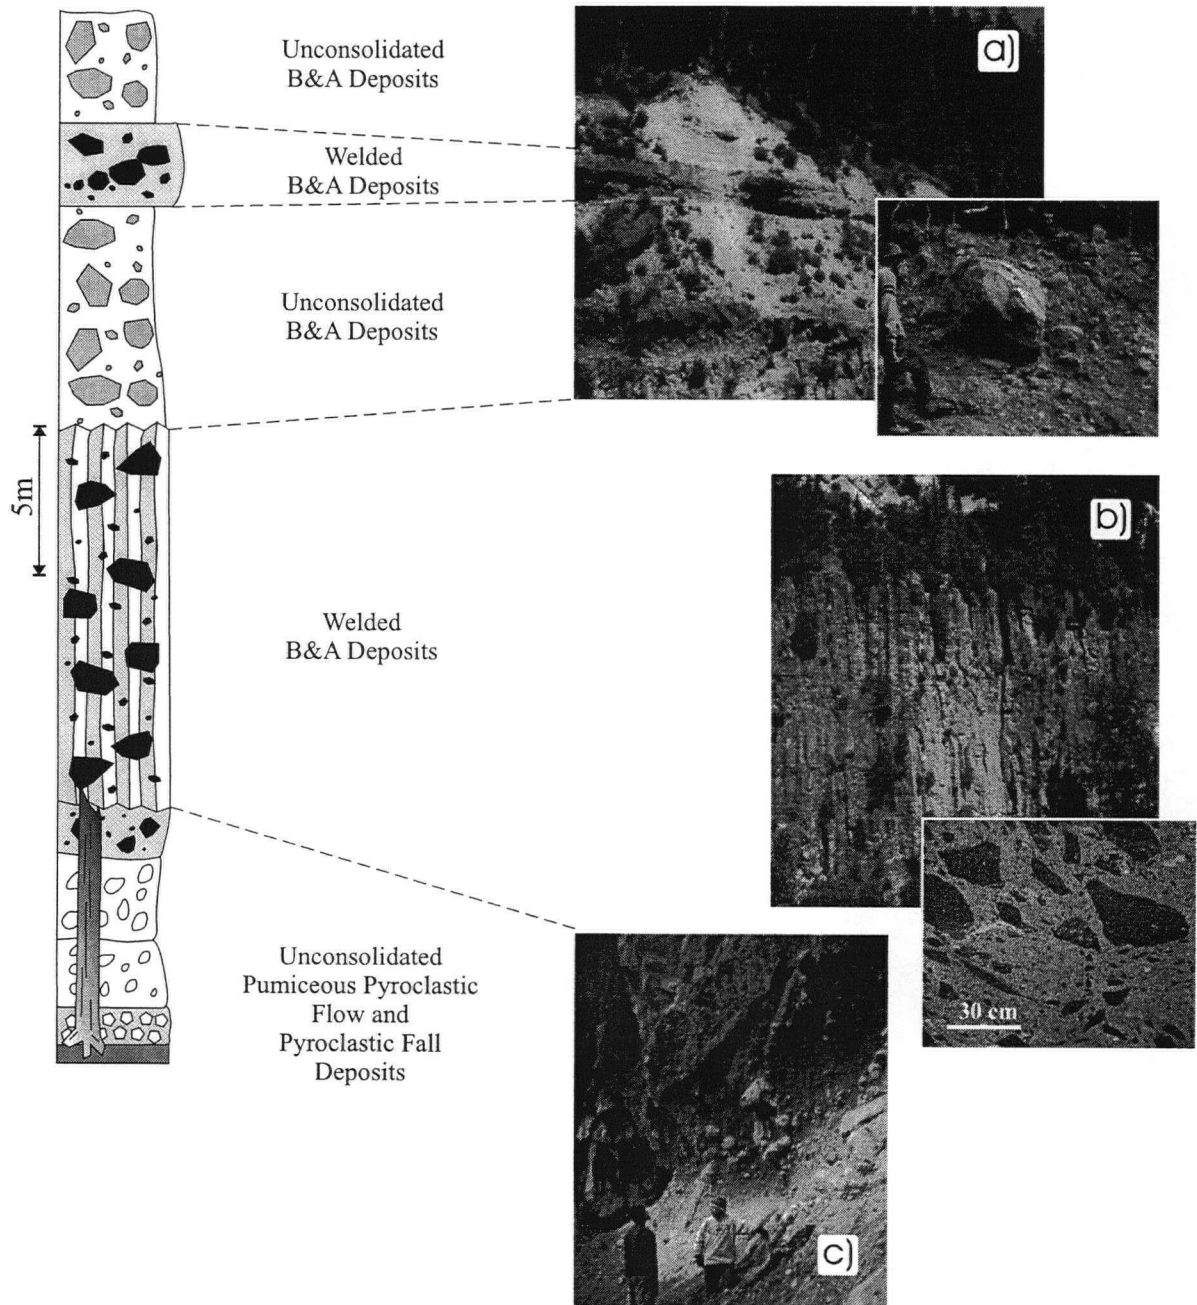 Unconsolidated
B&A Deposits
Welded
B&A Deposits
Unconsolidated
B&A Deposits
5m
Welded
B&A Deposits
Unconsolidated
Pumiceous Pyroclastic
Flow and
Pyroclastic Fall
Deposits
a)
b)
30 cm
c)